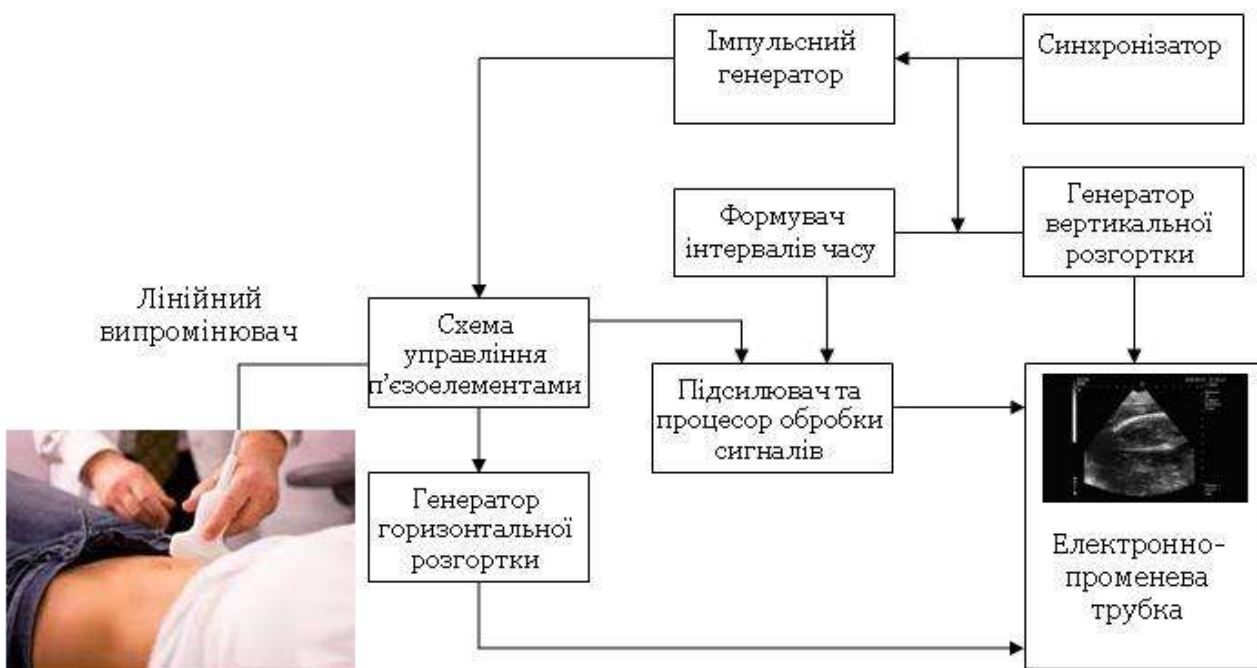 Імпульсний
генератор
Синхронізатор
Формувач
інтервалів часу
Генератор
вертикальної
розгортки
Лінійний
випромінювач
Схема
управління
п'єзоелементами
Підсилювач та
процесор обробки
сигналів
Генератор
горизонтальної
розгортки
Електронно-
променева
трубка